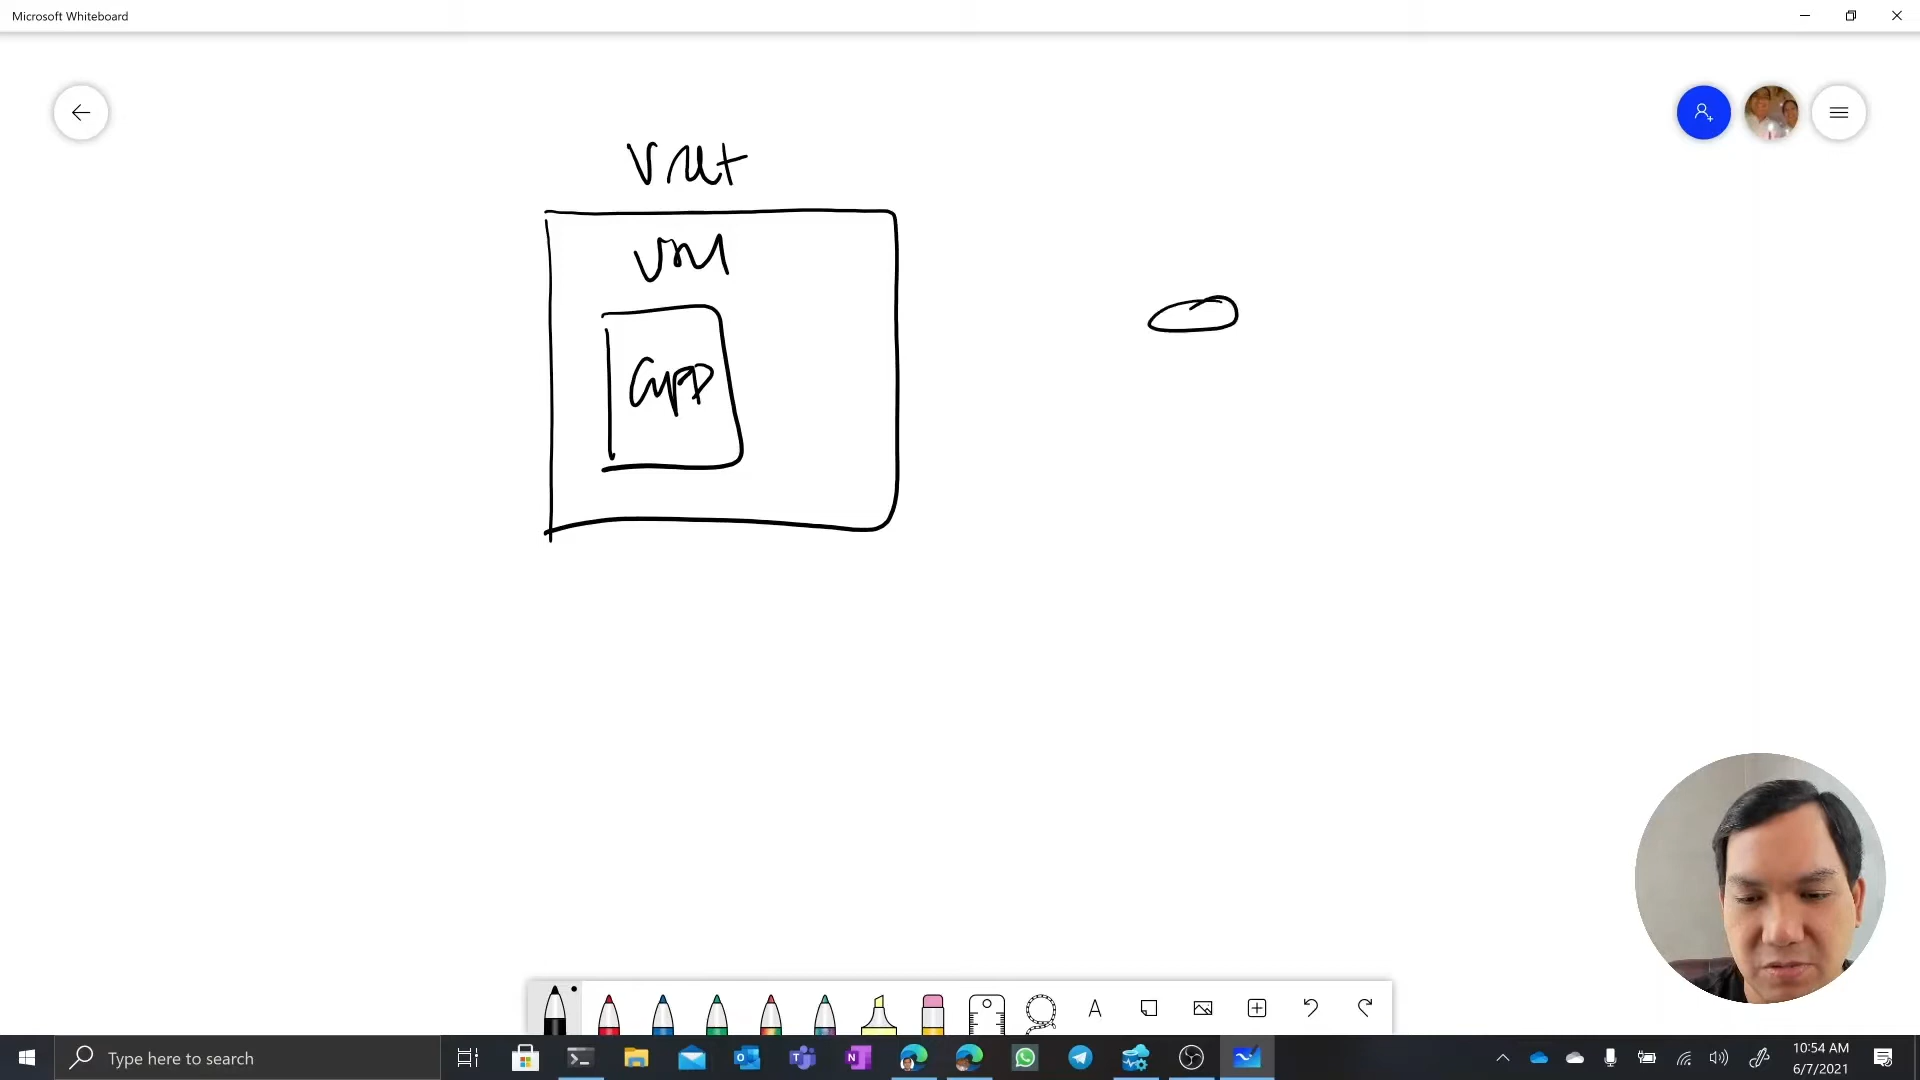 Microsoft Whiteboard
VNet
VM
app
A
Type here to search
10:54 AM
6/7/2021